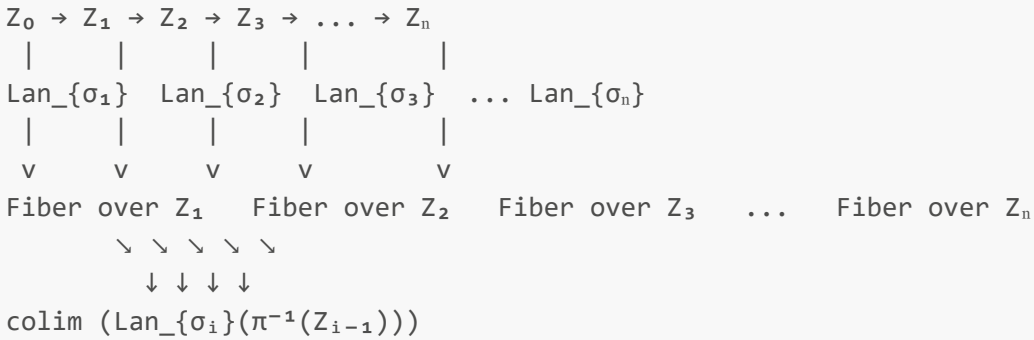 Z₀ → Z₁ → Z₂ → Z₃ → ... → Zₙ
 |      |      |      |         |
Lan_{σ₁}  Lan_{σ₂}  Lan_{σ₃}  ... Lan_{σₙ}
 |      |      |      |         |
 v      v      v      v         v
Fiber over Z₁   Fiber over Z₂   Fiber over Z₃   ...   Fiber over Zₙ
        ↘ ↘ ↘ ↘ ↘
          ↓ ↓ ↓ ↓
colim (Lan_{σᵢ}(π⁻¹(Zᵢ₋₁)))